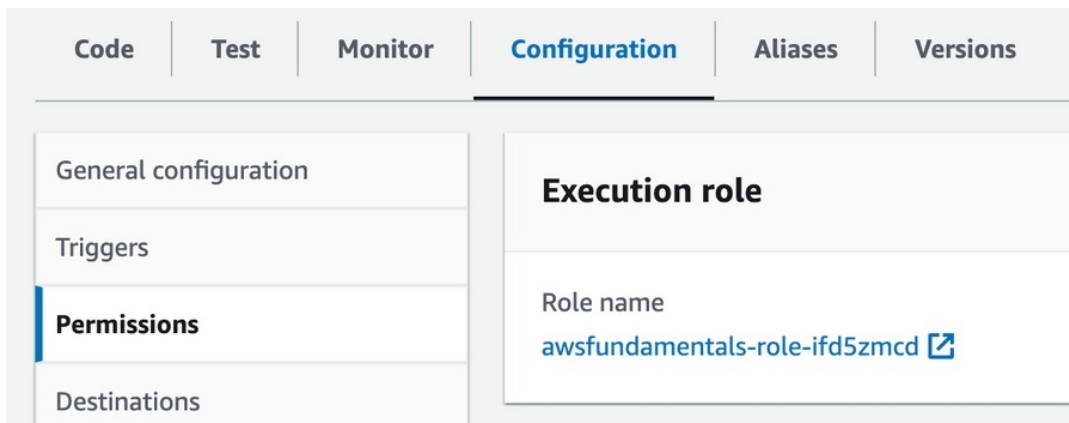 Code Test Monitor Configuration Aliases Versions
General configuration
Triggers
Permissions
Destinations
Execution role
Role name
awsfundamentals-role-ifd5zmcd